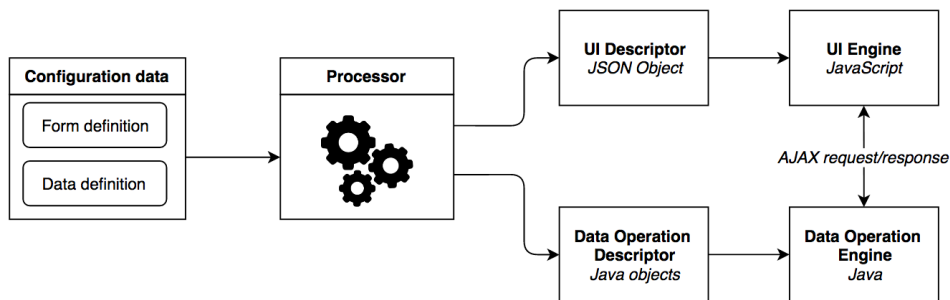 Configuration data
Form definition
Data definition
Processor
UI Descriptor
JSON Object
UI Engine
JavaScript
AJAX request/response
Data Operation
Descriptor
Java objects
Data Operation
Engine
Java